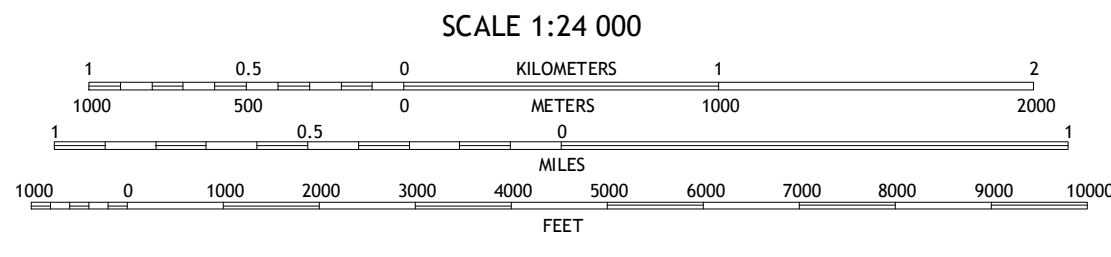 SCALE 1:24 000
1 0.5 0 KILOMETERS 1 2
1000 500 0 METERS 1000 2000
1 0.5 0 1
MILES
1000 0 1000 2000 3000 4000 5000 6000 7000 8000 9000 10000
FEET